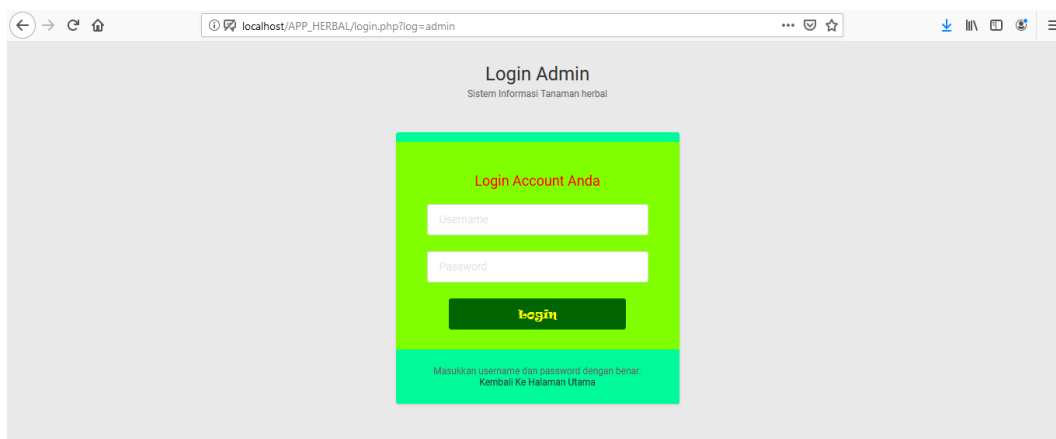 localhost/APP_HERBAL/login.php?log=admin
Login Admin
Sistem Informasi Tanaman herbal
Login Account Anda
Username
Password
Login
Masukkan username dan password dengan benar.
Kembali Ke Halaman Utama